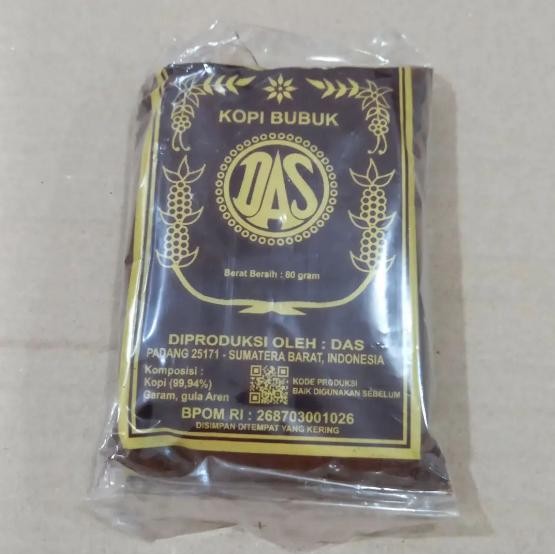 KOPI BUBUK
DAS
Berat Bersih : 80 gram
DIPRODUKSI OLEH : DAS
PADANG 25171 - SUMATERA BARAT, INDONESIA
Komposisi :
Kopi (99,94%)
Garam, gula Aren
KODE PRODUKSI
BAIK DIGUNAKAN SEBELUM
BPOM RI : 268703001026
DISIMPAN DITEMPAT YANG KERING